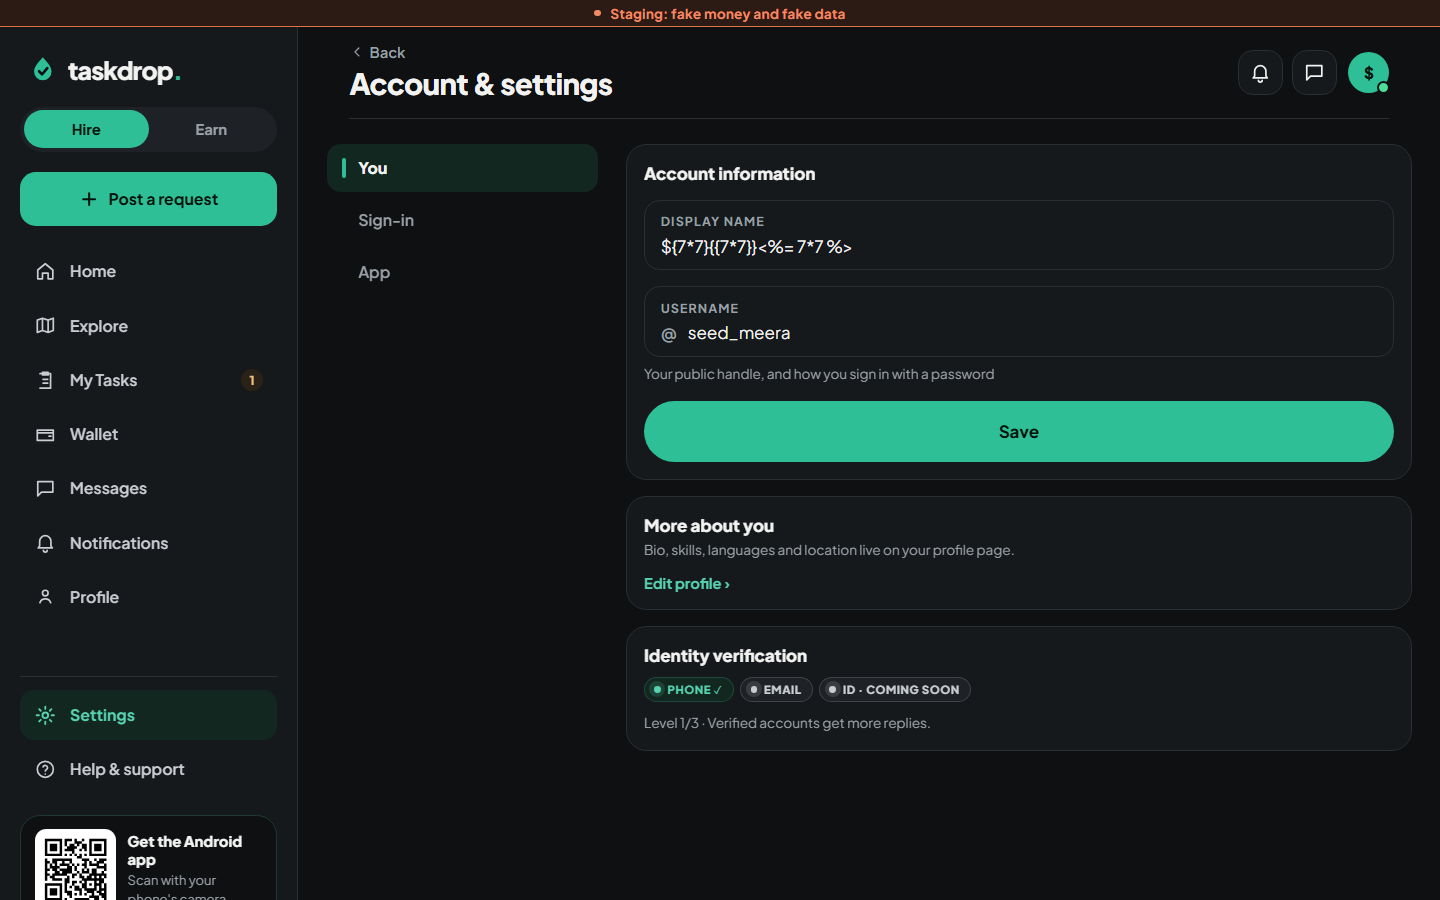 Staging: fake money and fake data
taskdrop.
Hire
Earn
Post a request
Home
Explore
My Tasks
1
Wallet
Messages
Notifications
Profile
Settings
Help & support
Get the Android
app
Scan with your
phone's camera
Back
Account & settings
$
You
Sign-in
App
Account information
DISPLAY NAME
${7*7}{{7*7}}<%= 7*7 %>
USERNAME
@ seed_meera
Your public handle, and how you sign in with a password
Save
More about you
Bio, skills, languages and location live on your profile page.
Edit profile ›
Identity verification
PHONE ✓
EMAIL
ID · COMING SOON
Level 1/3 · Verified accounts get more replies.